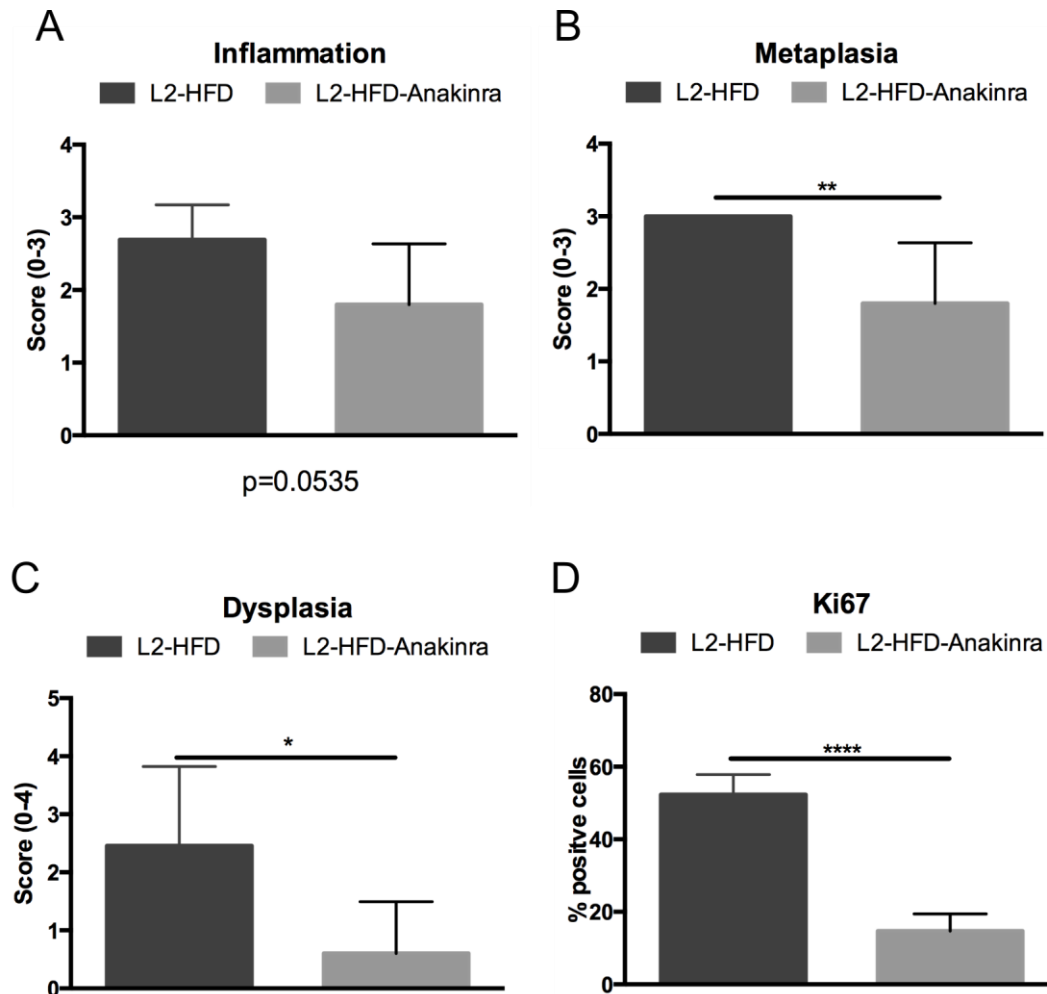 A
Inflammation
L2-HFD L2-HFD-Anakinra
4
3
2
1
0
Score (0-3)
p=0.0535
B
Metaplasia
L2-HFD L2-HFD-Anakinra
**
4
3
2
1
0
Score (0-3)
C
Dysplasia
L2-HFD L2-HFD-Anakinra
*
5
4
3
2
1
0
Score (0-4)
D
Ki67
L2-HFD L2-HFD-Anakinra
****
80
60
40
20
0
% positve cells